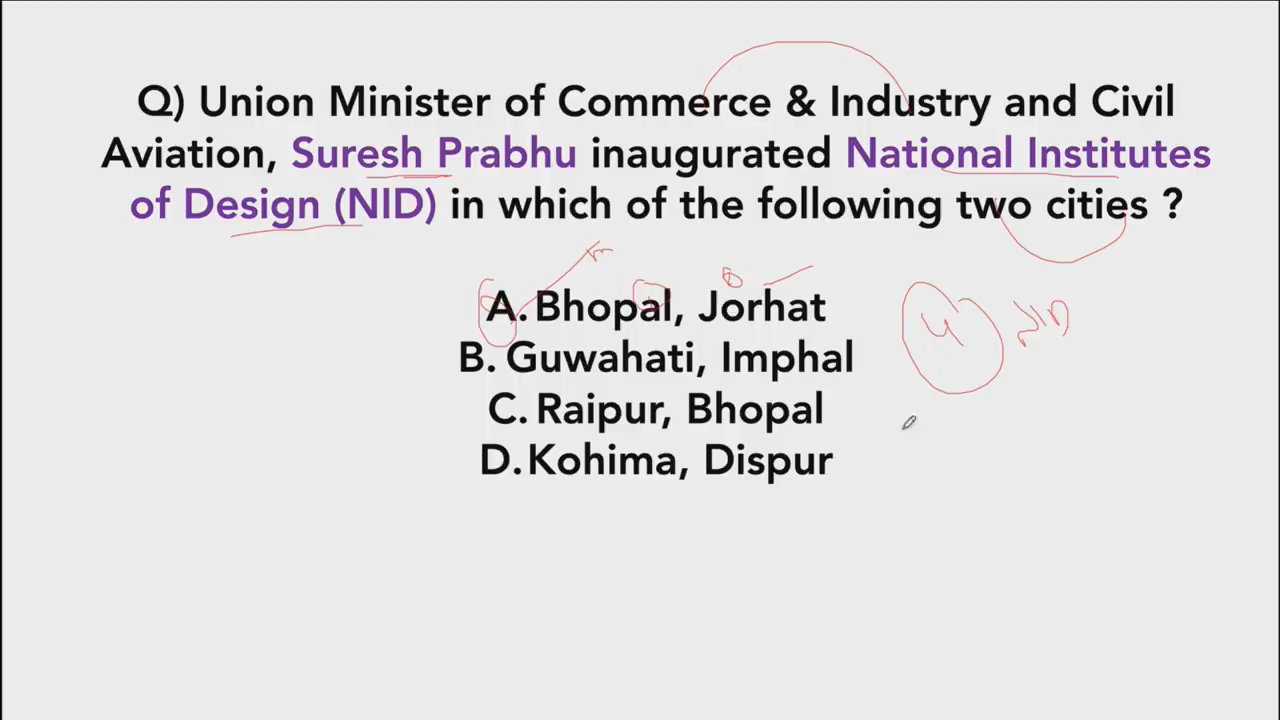 Q) Union Minister of Commerce & Industry and Civil
Aviation, Suresh Prabhu inaugurated National Institutes
of Design (NID) in which of the following two cities ?
A. Bhopal, Jorhat
4 NID
B. Guwahati, Imphal
C. Raipur, Bhopal
D. Kohima, Dispur